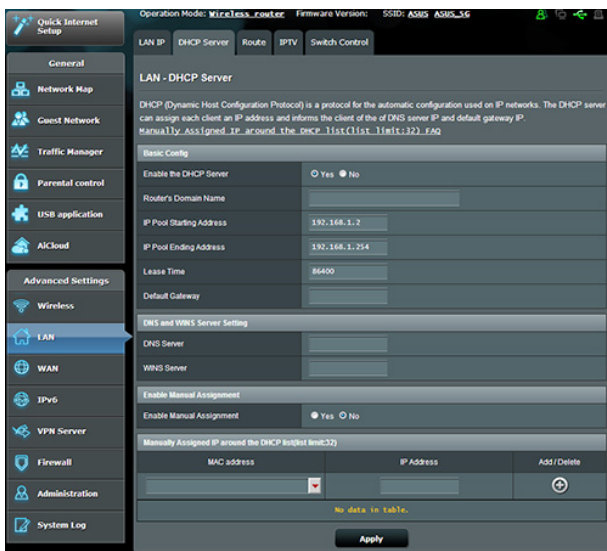 Operation Mode: Wireless router Firmware Version: SSID: ASUS ASUS_5G
Quick Internet
Setup
General
Network Map
Guest Network
Traffic Manager
Parental control
USB application
AiCloud
Advanced Settings
Wireless
LAN
WAN
IPv6
VPN Server
Firewall
Administration
System Log
LAN IP DHCP Server Route IPTV Switch Control
LAN - DHCP Server
DHCP (Dynamic Host Configuration Protocol) is a protocol for the automatic configuration used on IP networks. The DHCP server
can assign each client an IP address and informs the client of the of DNS server IP and default gateway IP.
Manually Assigned IP around the DHCP list(list limit:32) FAQ
Basic Config
Enable the DHCP Server Yes No
Router's Domain Name
IP Pool Starting Address 192.168.1.2
IP Pool Ending Address 192.168.1.254
Lease Time 86400
Default Gateway
DNS and WINS Server Setting
DNS Server
WINS Server
Enable Manual Assignment
Enable Manual Assignment Yes No
Manually Assigned IP around the DHCP list(list limit:32)
MAC address IP Address Add / Delete
No data in table.
Apply